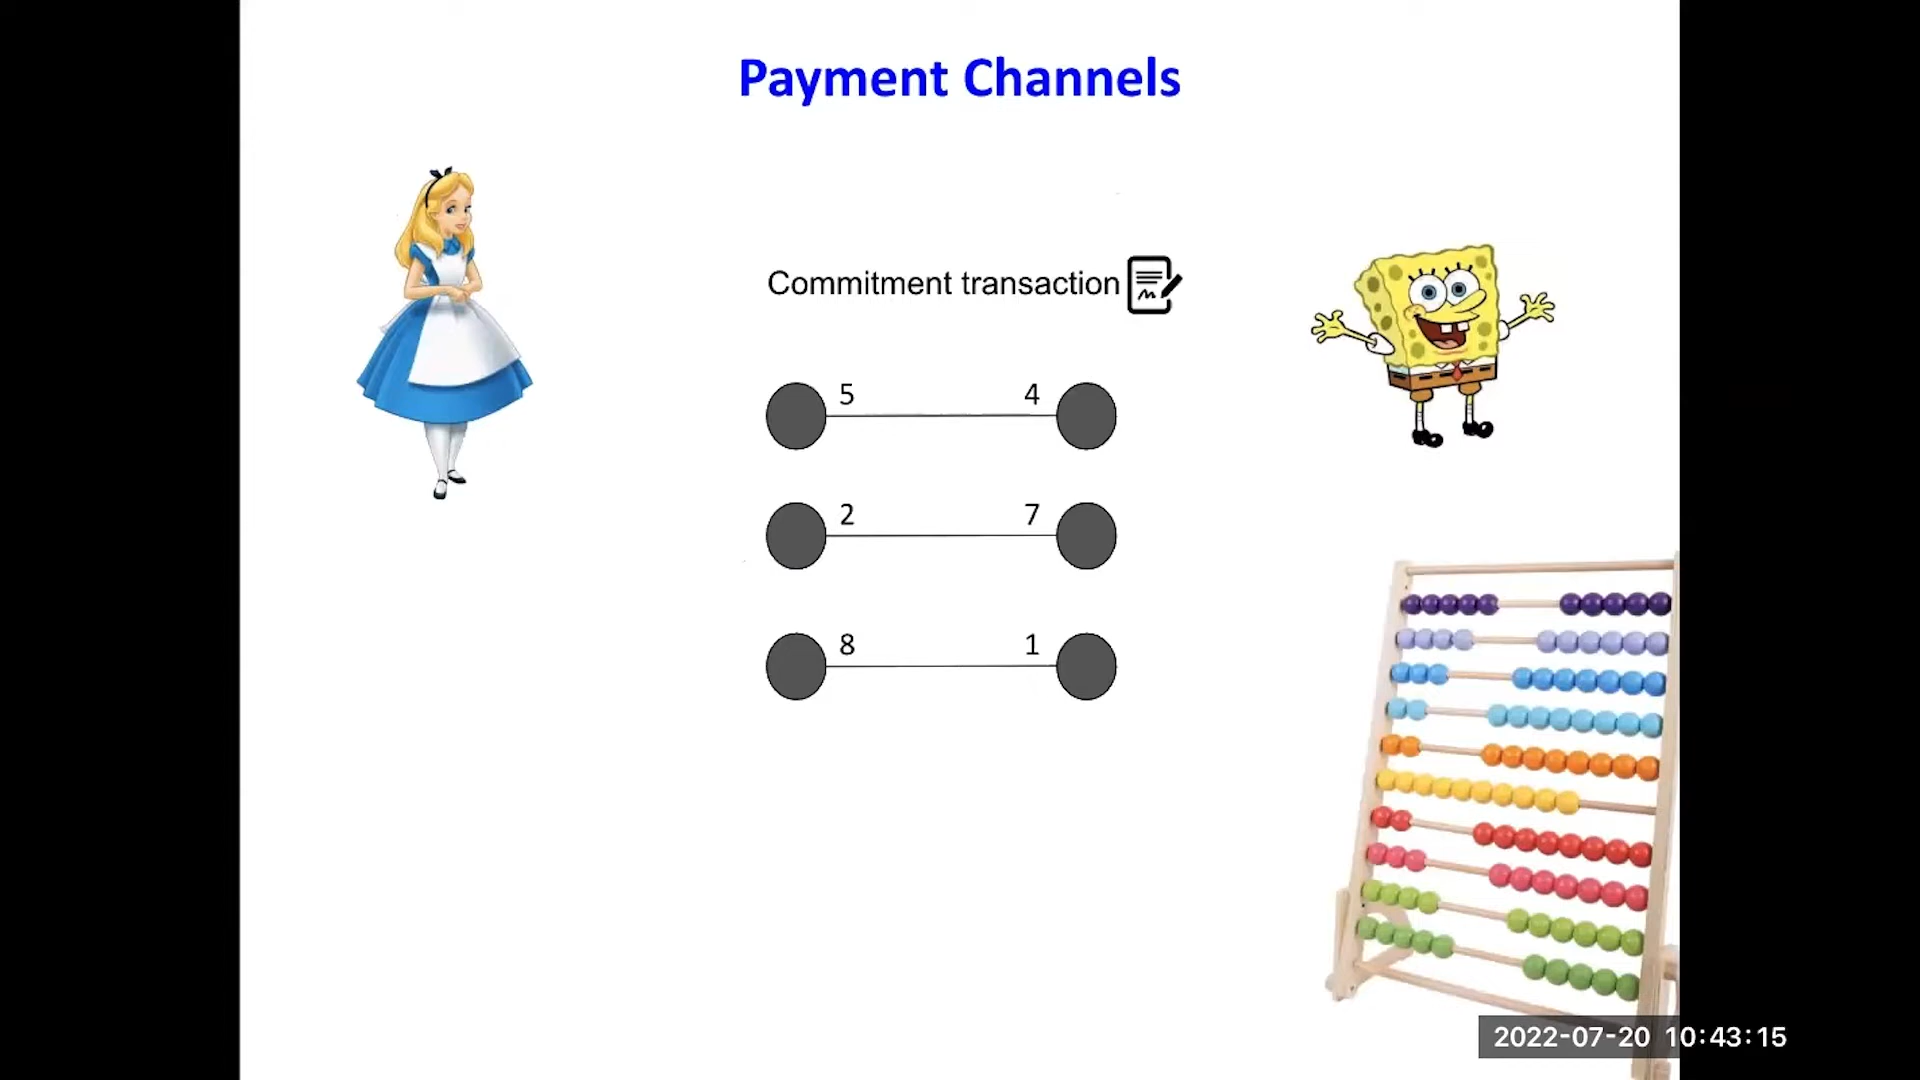 Payment Channels
Commitment transaction
5 4
2 7
8 1
2022-07-20 10:43:15